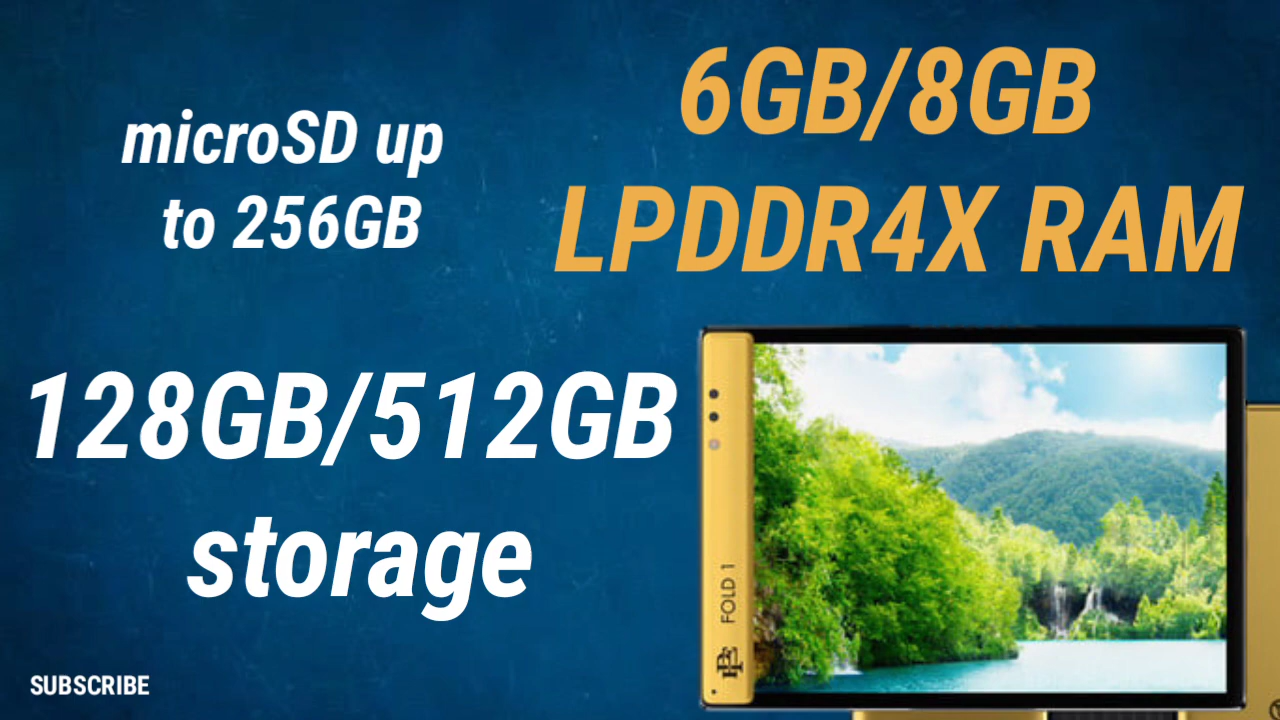 6GB/8GB
LPDDR4X RAM
microSD up
to 256GB
128GB/512GB
storage
FOLD 1
SUBSCRIBE